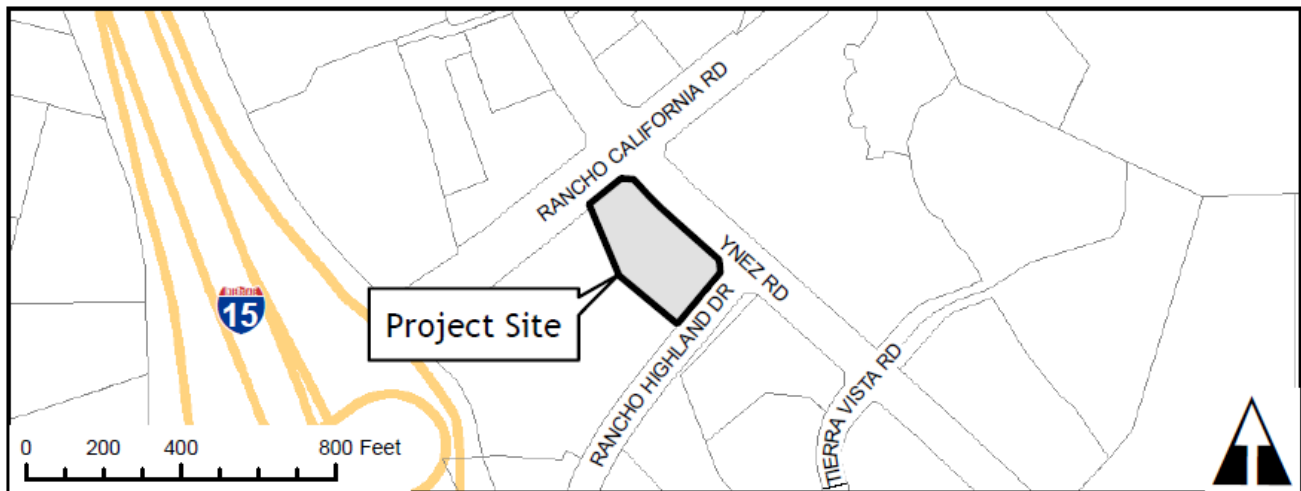 RANCHO CALIFORNIA RD
YNEZ RD
15
Project Site
RANCHO HIGHLAND DR
TIERRA VISTA RD
0 200 400 800 Feet